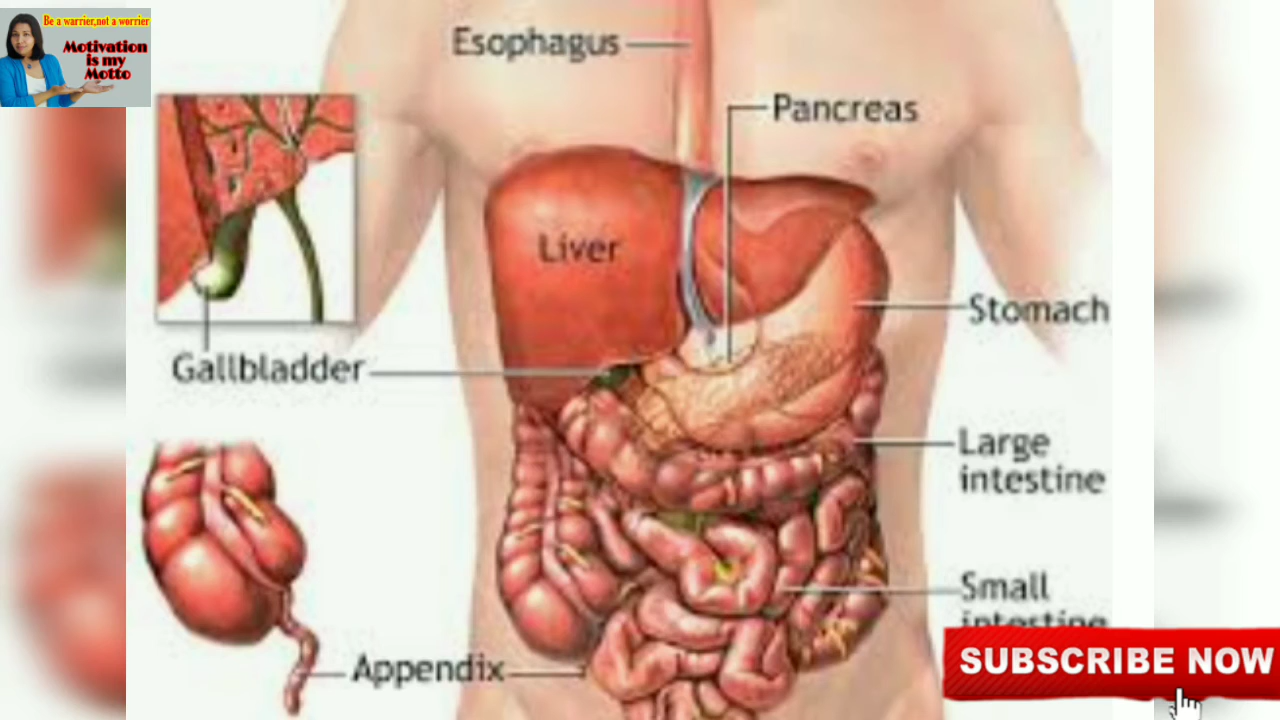 Be a warrier,not a worrier
Motivation
is my
Motto
Esophagus
Pancreas
Liver
Stomach
Gallbladder
Large
intestine
Small
intestine
Appendix
SUBSCRIBE NOW